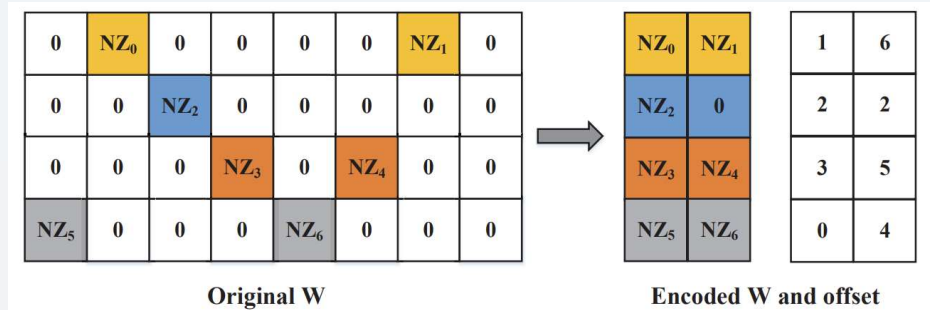 0 NZ₀ 0 0 0 0 NZ₁ 0 NZ₀ NZ₁ 1 6
0 0 NZ₂ 0 0 0 0 0 NZ₂ 0 2 2
0 0 0 NZ₃ 0 NZ₄ 0 0 NZ₃ NZ₄ 3 5
NZ₅ 0 0 0 NZ₆ 0 0 0 NZ₅ NZ₆ 0 4
Original W Encoded W and offset